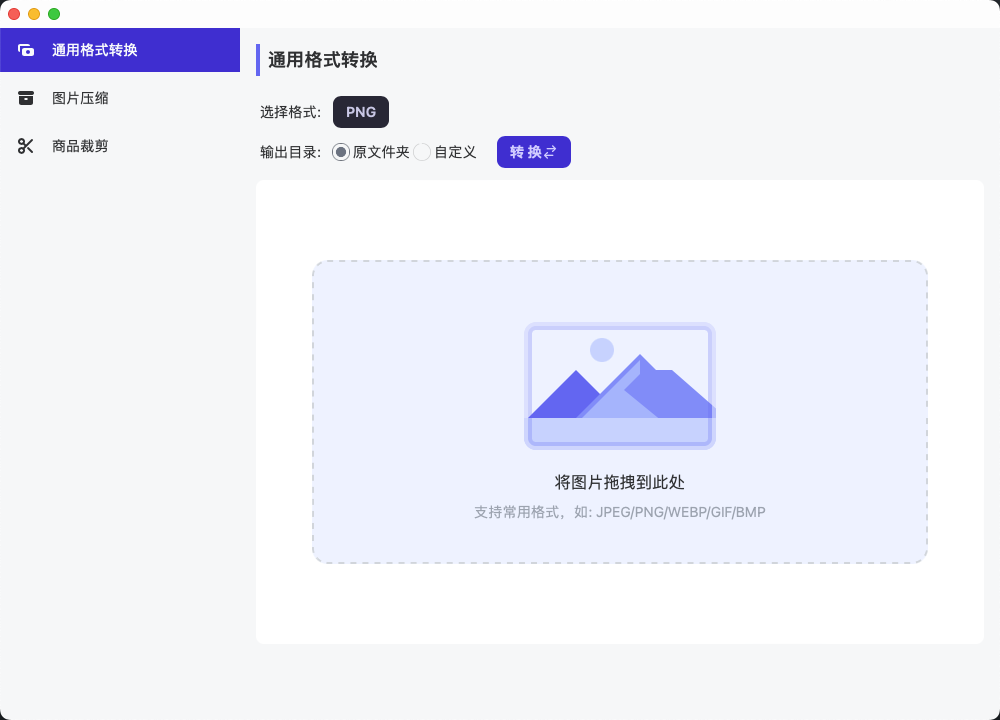 通用格式转换
图片压缩
商品裁剪
通用格式转换
选择格式: PNG
输出目录: 原文件夹 自定义 转 换
将图片拖拽到此处
支持常用格式，如: JPEG/PNG/WEBP/GIF/BMP